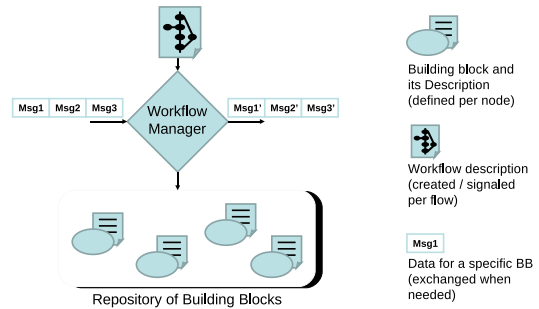 Msg1 Msg2 Msg3
Workflow
Manager
Msg1' Msg2' Msg3'
Repository of Building Blocks
Building block and
its Description
(defined per node)
Workflow description
(created / signaled
per flow)
Msg1
Data for a specific BB
(exchanged when
needed)